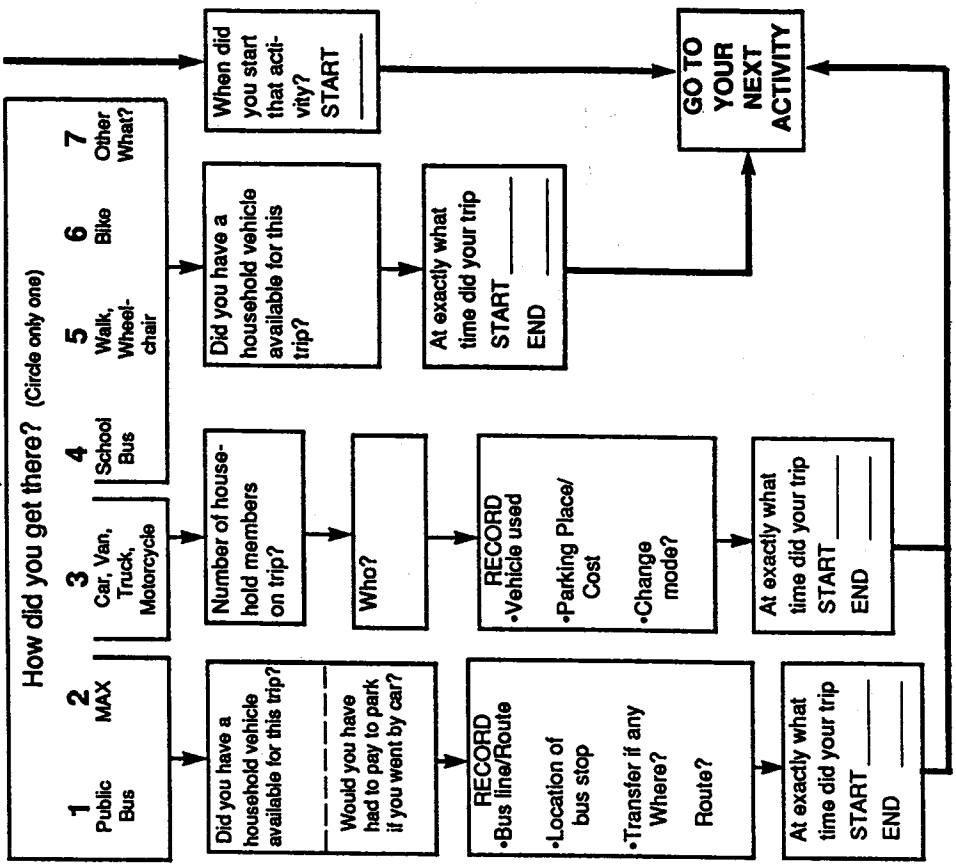 How did you get there? (Circle only one)
1
Public
Bus
2
MAX
3
Car, Van,
Truck,
Motorcycle
4
School
Bus
5
Walk,
Wheel-
chair
6
Bike
7
Other
What?
Did you have a
household vehicle
available for this trip?
Would you have
had to pay to park
if you went by car?
RECORD
•Bus line/Route
•Location of
bus stop
•Transfer if any
Where?
Route?
At exactly what
time did your trip
START
END
Number of house-
hold members
on trip?
Who?
RECORD
•Vehicle used
•Parking Place/
Cost
•Change
mode?
At exactly what
time did your trip
START
END
Did you have a
household vehicle
available for this
trip?
At exactly what
time did your trip
START
END
When did
you start
that acti-
vity?
START
GO TO
YOUR
NEXT
ACTIVITY